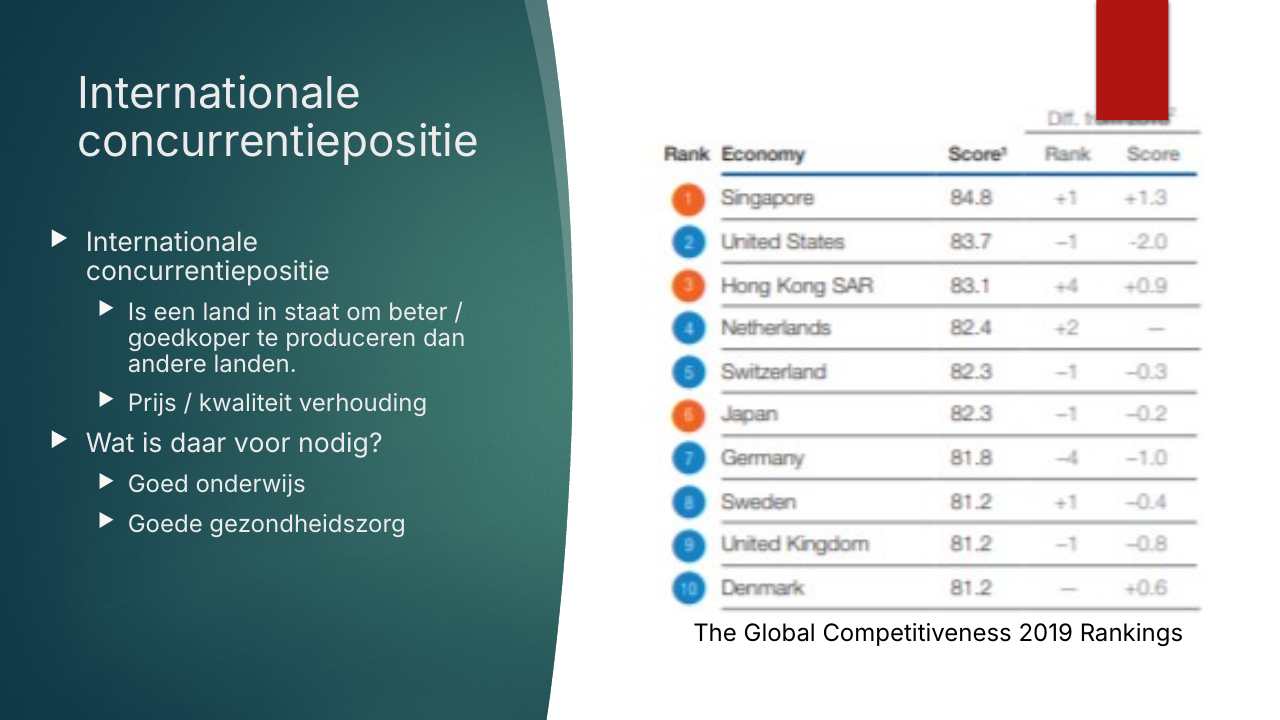 Internationale
concurrentiepositie
Internationale
concurrentiepositie
Is een land in staat om beter /
goedkoper te produceren dan
andere landen.
Prijs / kwaliteit verhouding
Wat is daar voor nodig?
Goed onderwijs
Goede gezondheidszorg
Diff.
Rank Economy Score¹ Rank Score
1 Singapore 84.8 +1 +1.3
2 United States 83.7 –1 -2.0
3 Hong Kong SAR 83.1 +4 +0.9
4 Netherlands 82.4 +2 —
5 Switzerland 82.3 –1 –0.3
6 Japan 82.3 –1 –0.2
7 Germany 81.8 –4 –1.0
8 Sweden 81.2 +1 –0.4
9 United Kingdom 81.2 –1 –0.8
10 Denmark 81.2 — +0.6
The Global Competitiveness 2019 Rankings